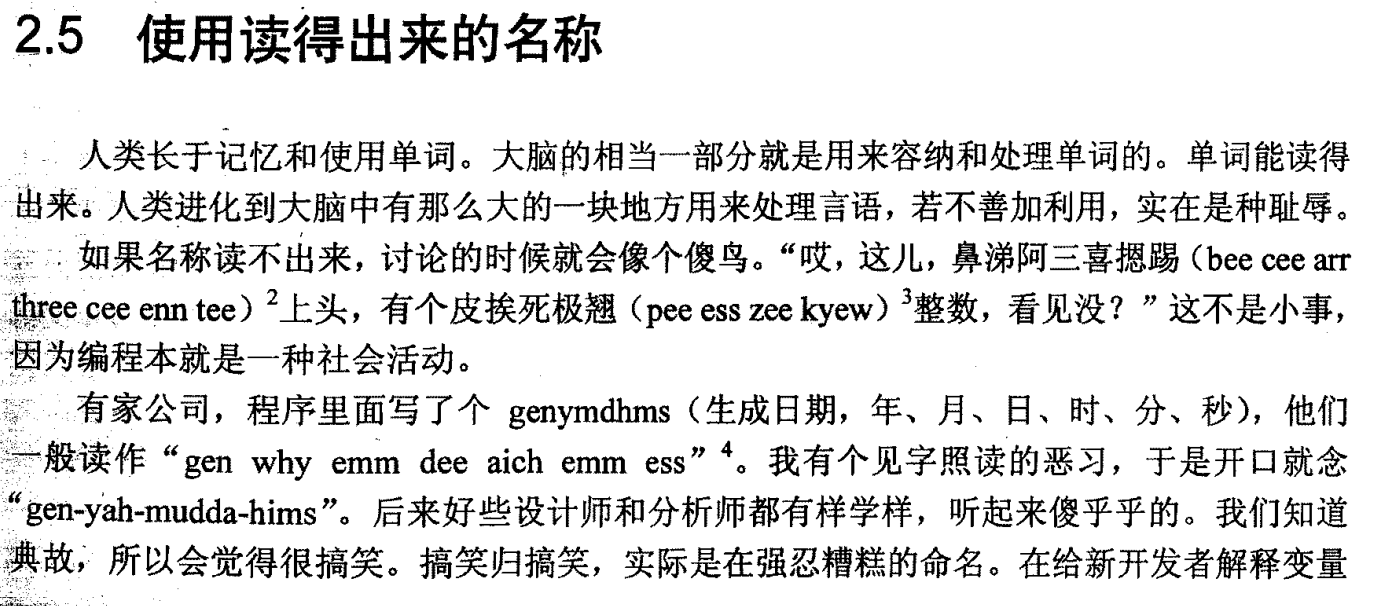 2.5 使用读得出来的名称
人类长于记忆和使用单词。大脑的相当一部分就是用来容纳和处理单词的。单词能读得
出来。人类进化到大脑中有那么大的一块地方用来处理言语，若不善加利用，实在是种耻辱。
如果名称读不出来，讨论的时候就会像个傻鸟。“哎，这儿，鼻涕阿三喜摁踢（bee cee arr
three cee enn tee）2上头，有个皮挨死极翘（pee ess zee kyew）3整数，看见没？”这不是小事，
因为编程本就是一种社会活动。
有家公司，程序里面写了个 genymdhms（生成日期，年、月、日、时、分、秒），他们
一般读作“gen why emm dee aich emm ess”4。我有个见字照读的恶习，于是开口就念
“gen-yah-mudda-hims”。后来好些设计师和分析师都有样学样，听起来傻乎乎的。我们知道
典故，所以会觉得很搞笑。搞笑归搞笑，实际是在强忍糟糕的命名。在给新开发者解释变量